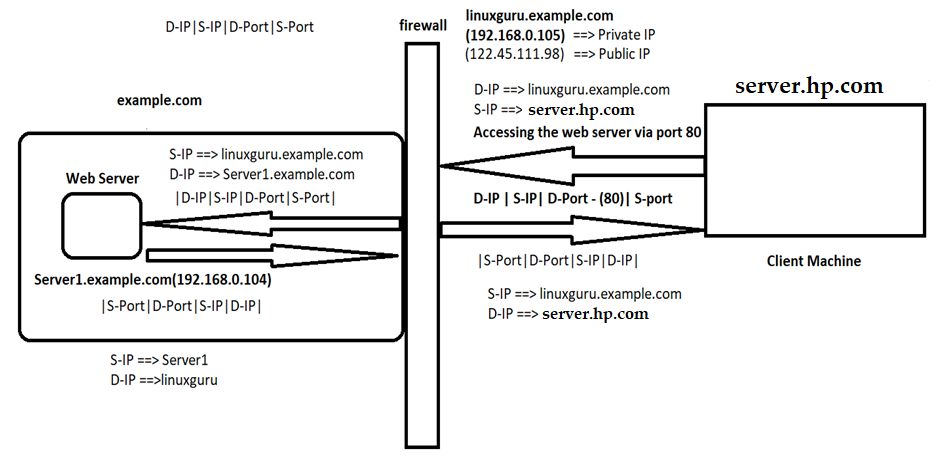 D-IP|S-IP|D-Port|S-Port
firewall
linuxguru.example.com
(192.168.0.105) ==> Private IP
(122.45.111.98) ==> Public IP
server.hp.com
D-IP ==> linuxguru.example.com
S-IP ==> server.hp.com
Accessing the web server via port 80
example.com
S-IP ==> linuxguru.example.com
D-IP ==> Server1.example.com
|D-IP|S-IP|D-Port|S-Port|
Web Server
Server1.example.com(192.168.0.104)
|S-Port|D-Port|S-IP|D-IP|
S-IP ==> Server1
D-IP ==>linuxguru
D-IP | S-IP| D-Port - (80)| S-port
|S-Port|D-Port|S-IP|D-IP|
S-IP ==> linuxguru.example.com
D-IP ==> server.hp.com
Client Machine